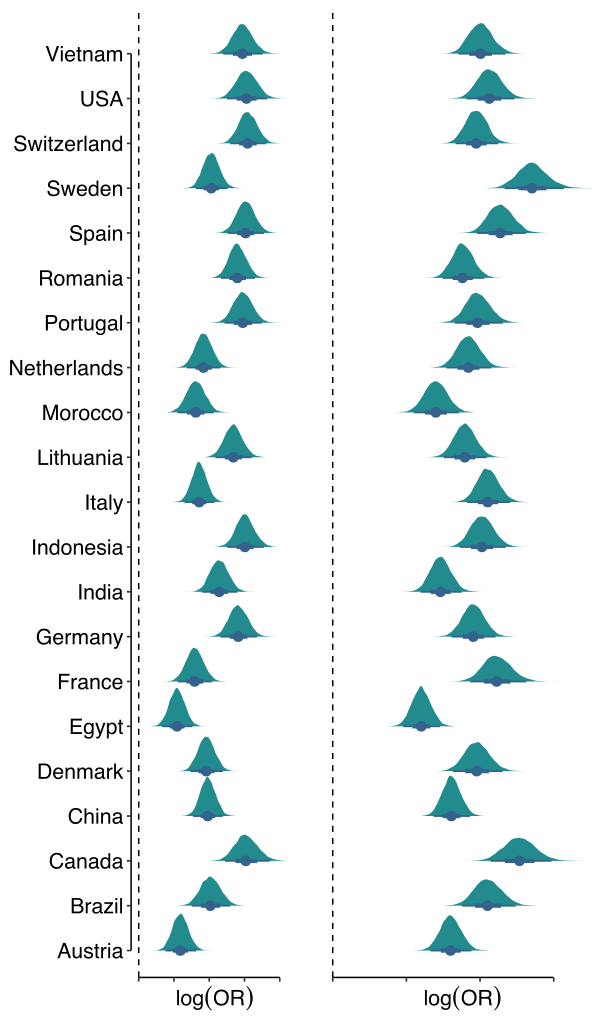 Vietnam
USA
Switzerland
Sweden
Spain
Romania
Portugal
Netherlands
Morocco
Lithuania
Italy
Indonesia
India
Germany
France
Egypt
Denmark
China
Canada
Brazil
Austria
log(OR) log(OR)